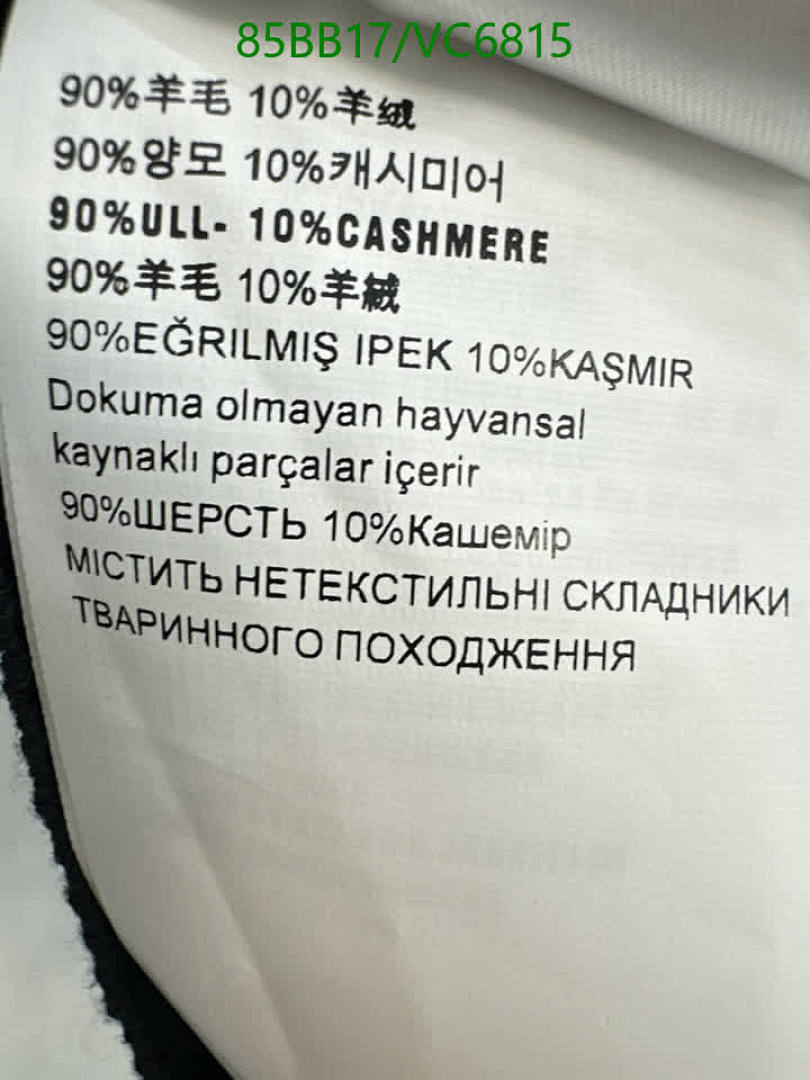 85BB17/VC6815
90%羊毛 10%羊绒
90%양모 10%캐시미어
90%ULL- 10%CASHMERE
90%羊毛 10%羊絨
90%EĞRILMIŞ IPEK 10%KAŞMIR
Dokuma olmayan hayvansal
kaynaklı parçalar içerir
90%ШЕРСТЬ 10%Кашемір
МІСТИТЬ НЕТЕКСТИЛЬНІ СКЛАДНИКИ
ТВАРИННОГО ПОХОДЖЕННЯ